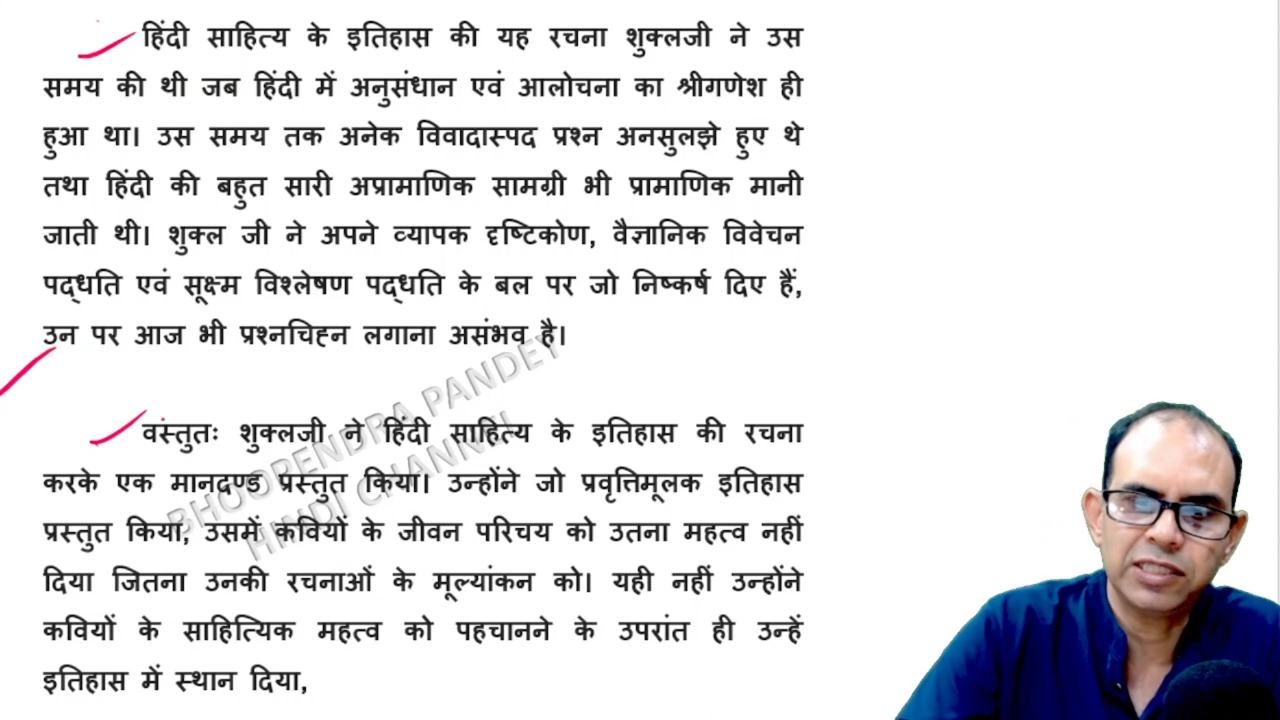 हिंदी साहित्य के इतिहास की यह रचना शुक्लजी ने उस
समय की थी जब हिंदी में अनुसंधान एवं आलोचना का श्रीगणेश ही
हुआ था। उस समय तक अनेक विवादास्पद प्रश्न अनसुलझे हुए थे
तथा हिंदी की बहुत सारी अप्रामाणिक सामग्री भी प्रामाणिक मानी
जाती थी। शुक्ल जी ने अपने व्यापक दृष्टिकोण, वैज्ञानिक विवेचन
पद्धति एवं सूक्ष्म विश्लेषण पद्धति के बल पर जो निष्कर्ष दिए हैं,
उन पर आज भी प्रश्नचिह्न लगाना असंभव है।
BHOOPENDRA PANDEY
HINDI CHANNEL
वस्तुतः शुक्लजी ने हिंदी साहित्य के इतिहास की रचना
करके एक मानदण्ड प्रस्तुत किया। उन्होंने जो प्रवृत्तिमूलक इतिहास
प्रस्तुत किया, उसमें कवियों के जीवन परिचय को उतना महत्व नहीं
दिया जितना उनकी रचनाओं के मूल्यांकन को। यही नहीं उन्होंने
कवियों के साहित्यिक महत्व को पहचानने के उपरांत ही उन्हें
इतिहास में स्थान दिया,